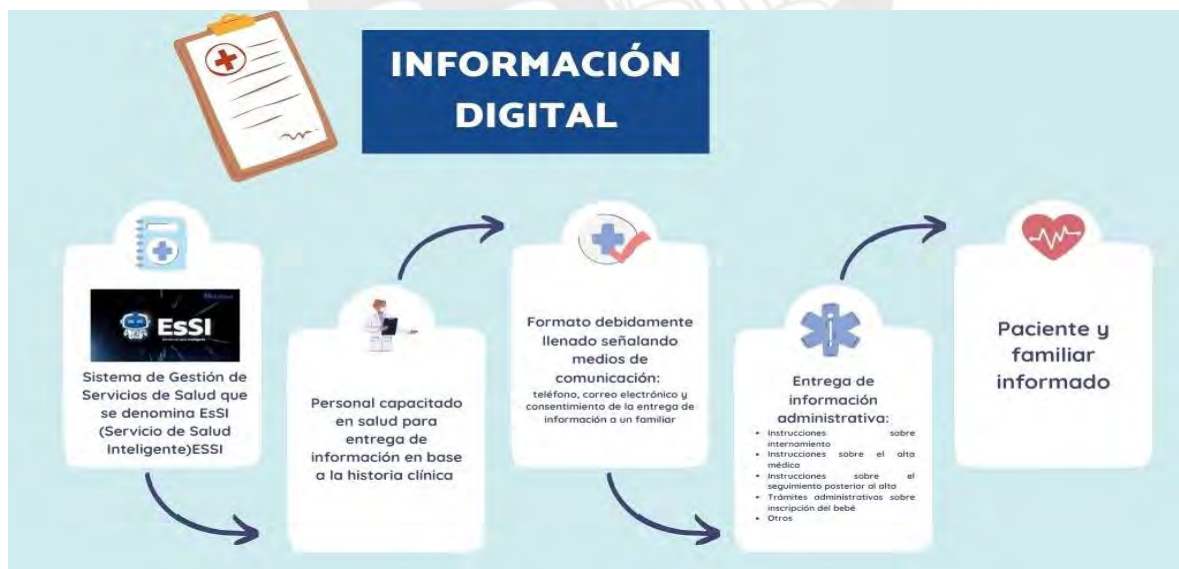 INFORMACIÓN
DIGITAL
EsSI
Sistema de Gestión de
Servicios de Salud que
se denomina EsSI
(Servicio de Salud
Inteligente)ESSI
Personal capacitado
en salud para
entrega de
información en base
a la historia clínica
Formato debidamente
llenado señalando
medios de
comunicación:
teléfono, correo electrónico y
consentimiento de la entrega de
información a un familiar
Entrega de
información
administrativa:
• Instrucciones sobre
internamiento
• Instrucciones sobre el alta
médica
• Instrucciones sobre el
seguimiento posterior al alta
• Trámites administrativos sobre
inscripción del bebé
• Otros
Paciente y
familiar
informado